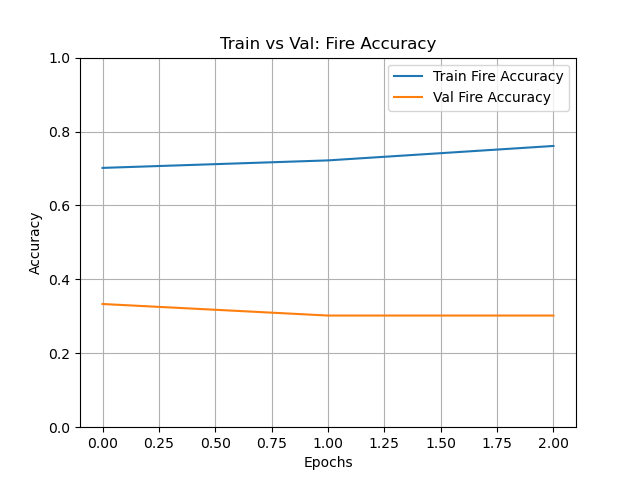 Train vs Val: Fire Accuracy
1.0
0.8
0.6
0.4
0.2
0.0
Accuracy
Train Fire Accuracy
Val Fire Accuracy
0.00 0.25 0.50 0.75 1.00 1.25 1.50 1.75 2.00
Epochs